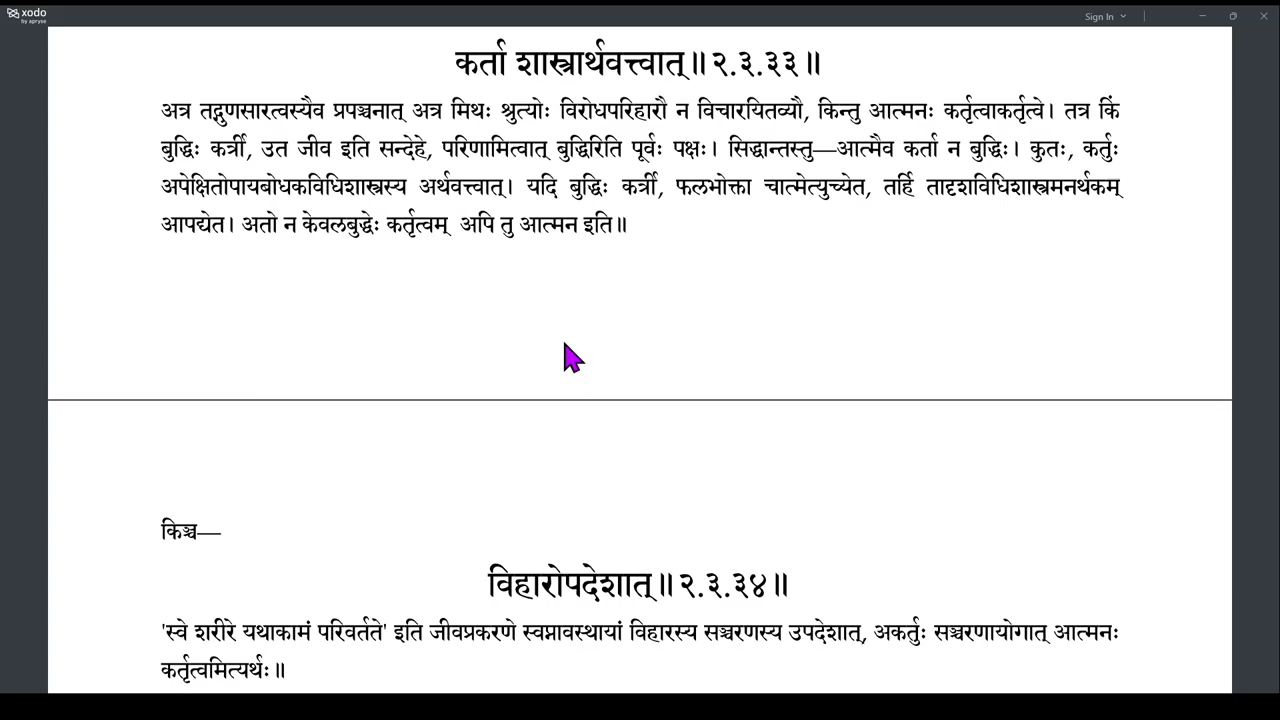 xodo
by apryse
Sign In
कर्ता शास्त्रार्थवत्त्वात्॥२.३.३३॥
अत्र तद्गुणसारत्वस्यैव प्रपञ्चनात् अत्र मिथः श्रुत्योः विरोधपरिहारौ न विचारयितव्यौ, किन्तु आत्मनः कर्तृत्वाकर्तृत्वे। तत्र किं
बुद्धिः कर्त्री, उत जीव इति सन्देहे, परिणामित्वात् बुद्धिरिति पूर्वः पक्षः। सिद्धान्तस्तु—आत्मैव कर्ता न बुद्धिः। कुतः, कर्तुः
अपेक्षितोपायबोधकविधिशास्त्रस्य अर्थवत्त्वात्। यदि बुद्धिः कर्त्री, फलभोक्ता चात्मेत्युच्येत, तर्हि तादृशविधिशास्त्रमनर्थकम्
आपद्येत। अतो न केवलबुद्धेः कर्तृत्वम् अपि तु आत्मन इति॥
किञ्च—
विहारोपदेशात्॥२.३.३४॥
'स्वे शरीरे यथाकामं परिवर्तते' इति जीवप्रकरणे स्वप्नावस्थायां विहारस्य सञ्चरणस्य उपदेशात्, अकर्तुः सञ्चरणायोगात् आत्मनः
कर्तृत्वमित्यर्थः॥